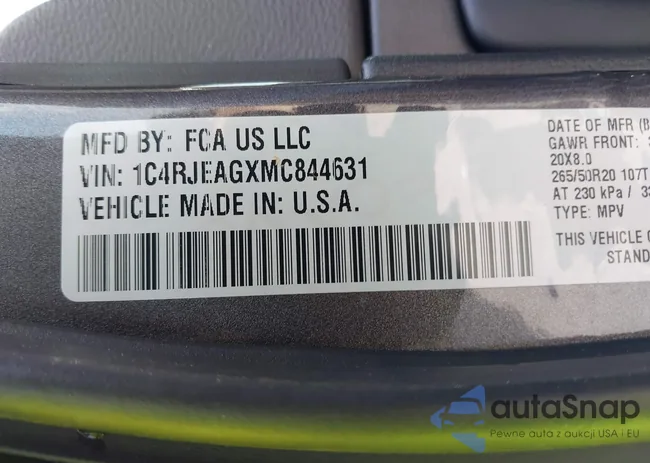 MFD BY: FCA US LLC
VIN: 1C4RJEAGXMC844631
VEHICLE MADE IN: U.S.A.
DATE OF MFR (B
GAWR FRONT:
20X8.0
265/50R20 107T
AT 230 kPa / 33
TYPE: MPV
THIS VEHICLE
STAND
autaSnap
Pewne auta z aukcji USA i EU